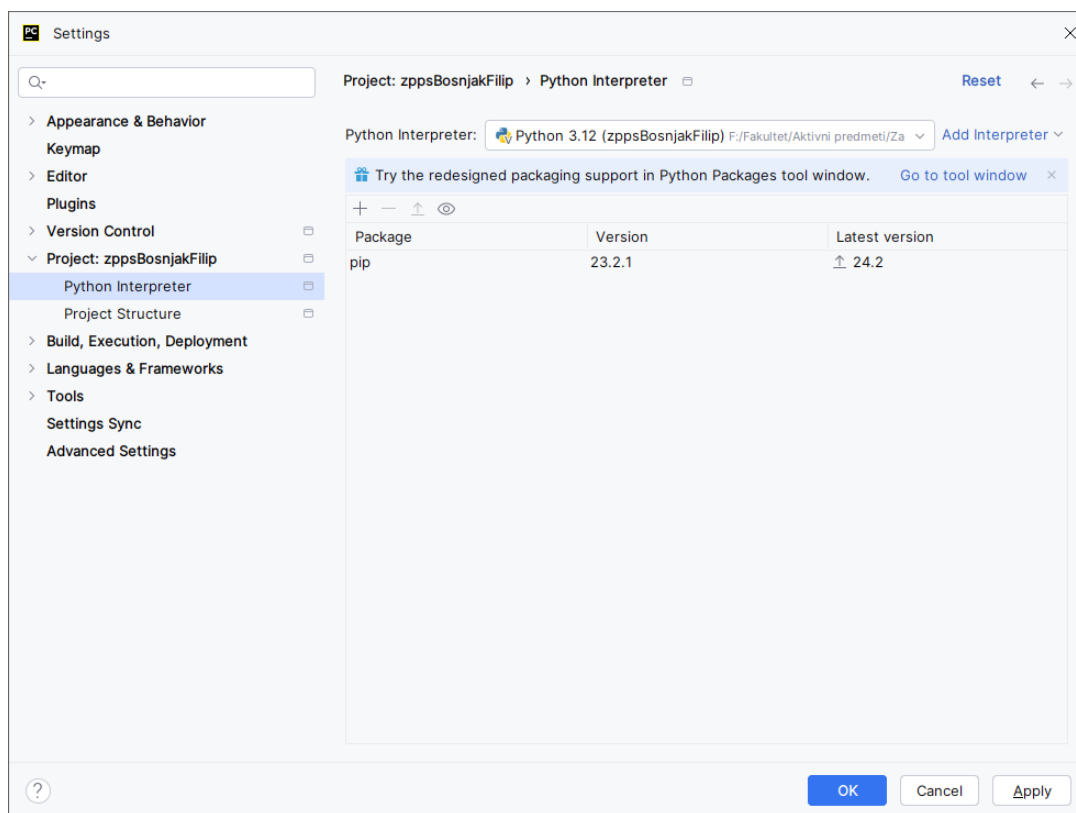 PC Settings
Project: zppsBosnjakFilip › Python Interpreter Reset
Appearance & Behavior
Keymap
Editor
Plugins
Version Control
Project: zppsBosnjakFilip
Python Interpreter
Project Structure
Build, Execution, Deployment
Languages & Frameworks
Tools
Settings Sync
Advanced Settings
Python Interpreter: Python 3.12 (zppsBosnjakFilip) F:/Fakultet/Aktivni predmeti/Za Add Interpreter
Try the redesigned packaging support in Python Packages tool window. Go to tool window
Package Version Latest version
pip 23.2.1 24.2
? OK Cancel Apply